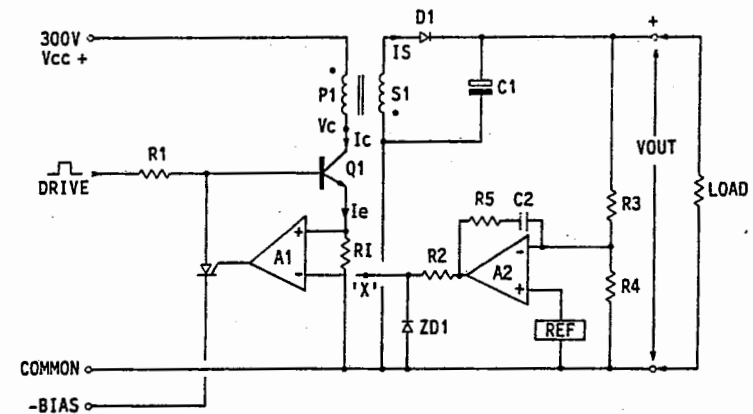 D1
300V
Vcc +
IS
+
P1
S1
C1
Vc
Ic
VOUT
R1
Q1
DRIVE
LOAD
R5
C2
R3
Ie
+
A1
RI
R2
-
A2
-
R4
'X'
+
ZD1
REF
COMMON
-BIAS